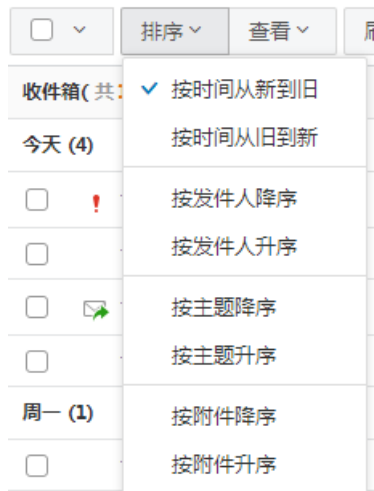 排序 查看
收件箱( 共
按时间从新到旧
今天 (4)
按时间从旧到新
按发件人降序
按发件人升序
按主题降序
按主题升序
周一 (1)
按附件降序
按附件升序